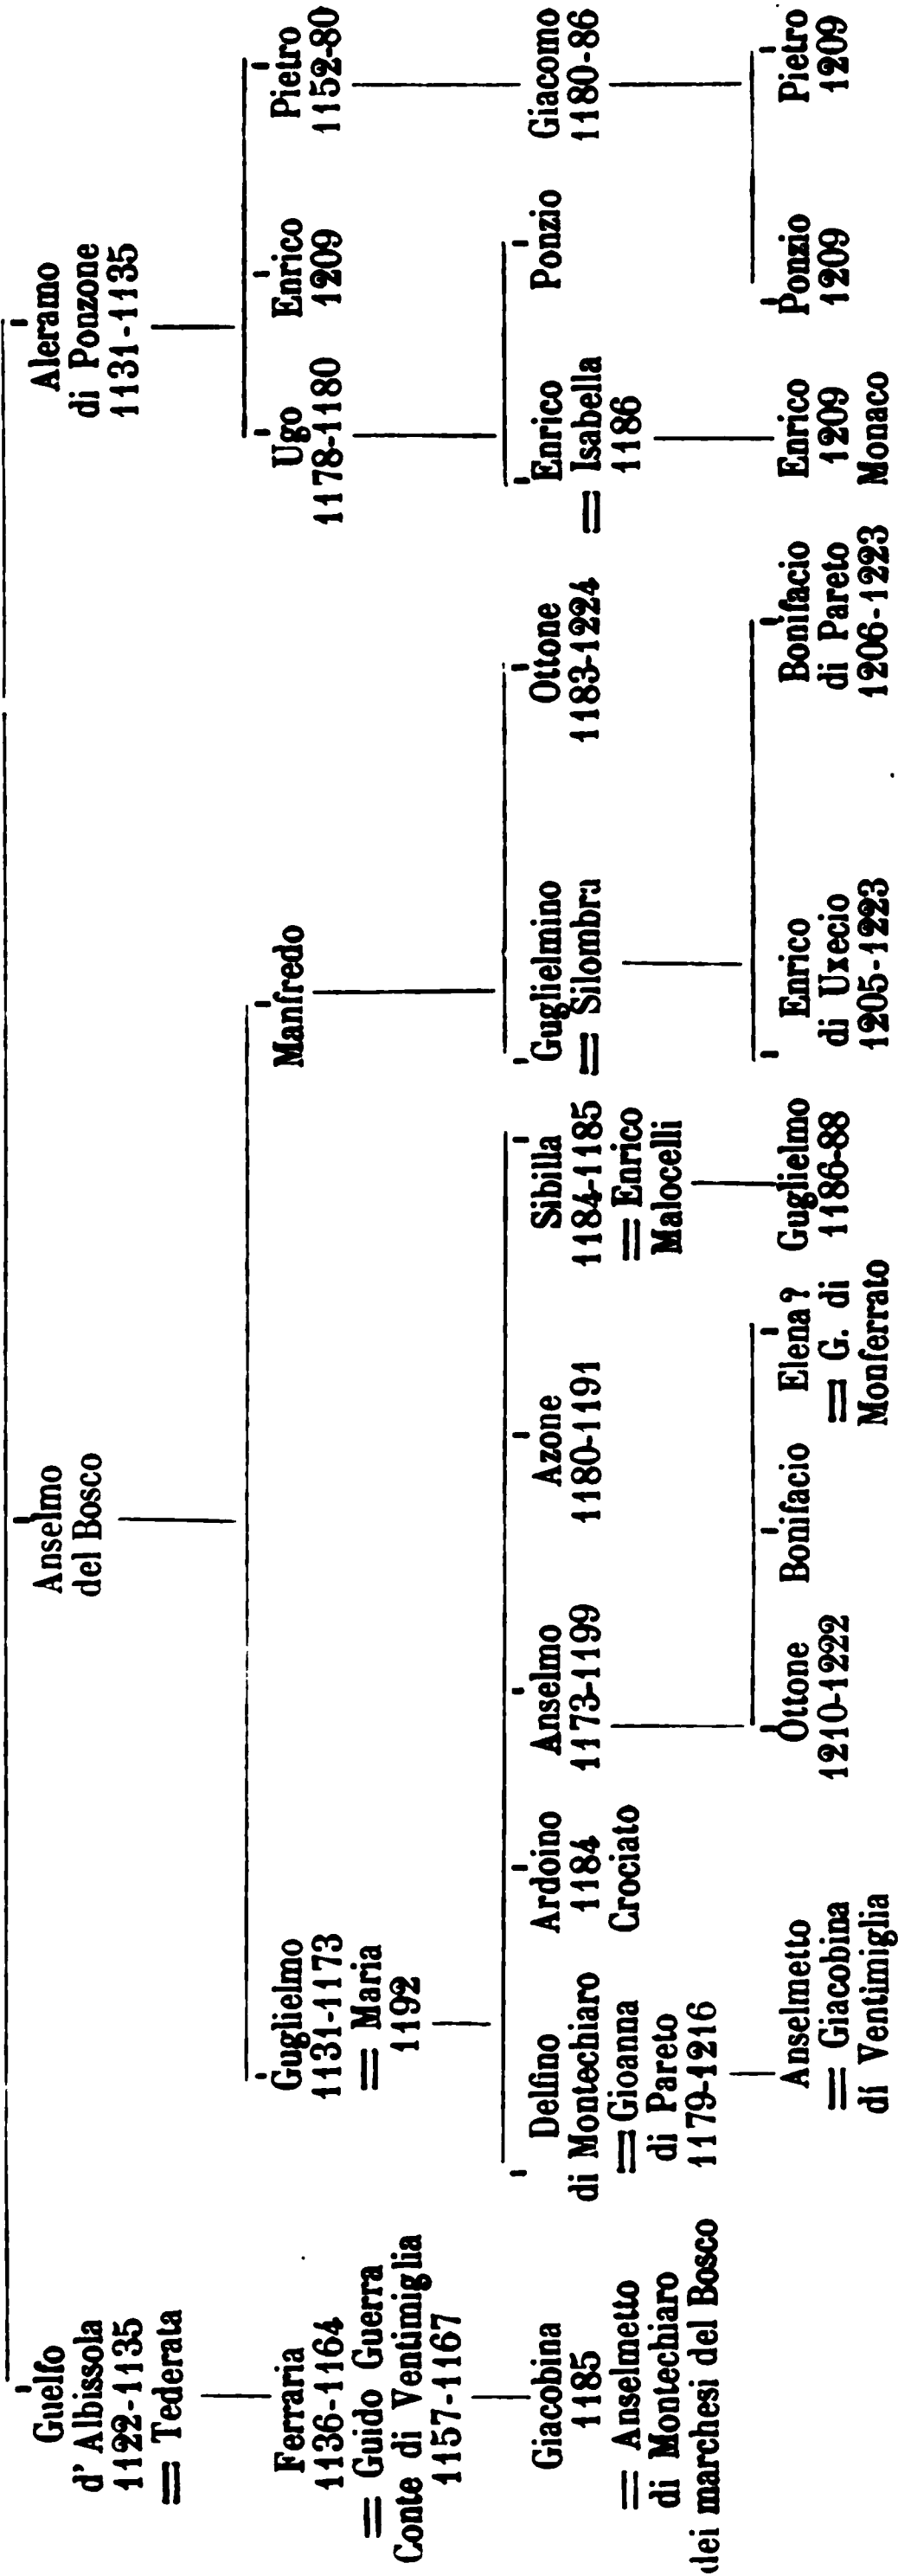 Guelfo
d'Albissola
1122-1135
= Tederata
Anselmo
del Bosco
Aleramo
di Ponzone
1131-1135
Ferraria
1136-1164
= Guido Guerra
Conte di Ventimiglia
1157-1167
Guglielmo
1131-1173
= Maria
1192
Manfredo
Ugo
1178-1180
Enrico
1209
Pietro
1152-80
Giacobina
1185
= Anselmetto
di Montechiaro
dei marchesi del Bosco
Delfino
di Montechiaro
= Gioanna
di Pareto
1179-1216
Ardoino
1184
Crociato
Anselmo
1173-1199
Azone
1180-1191
Sibilla
1184-1185
= Enrico
Malocelli
Guglielmino
= Silombra
Ottone
1183-1224
Enrico
= Isabella
1186
Ponzio
Giacomo
1180-86
Anselmetto
= Giacobina
di Ventimiglia
Ottone
1210-1222
Bonifacio
Elena?
= G. di
Monferrato
Guglielmo
1186-88
Enrico
di Uxecio
1205-1223
Bonifacio
di Pareto
1206-1223
Enrico
1209
Monaco
Ponzio
1209
Pietro
1209